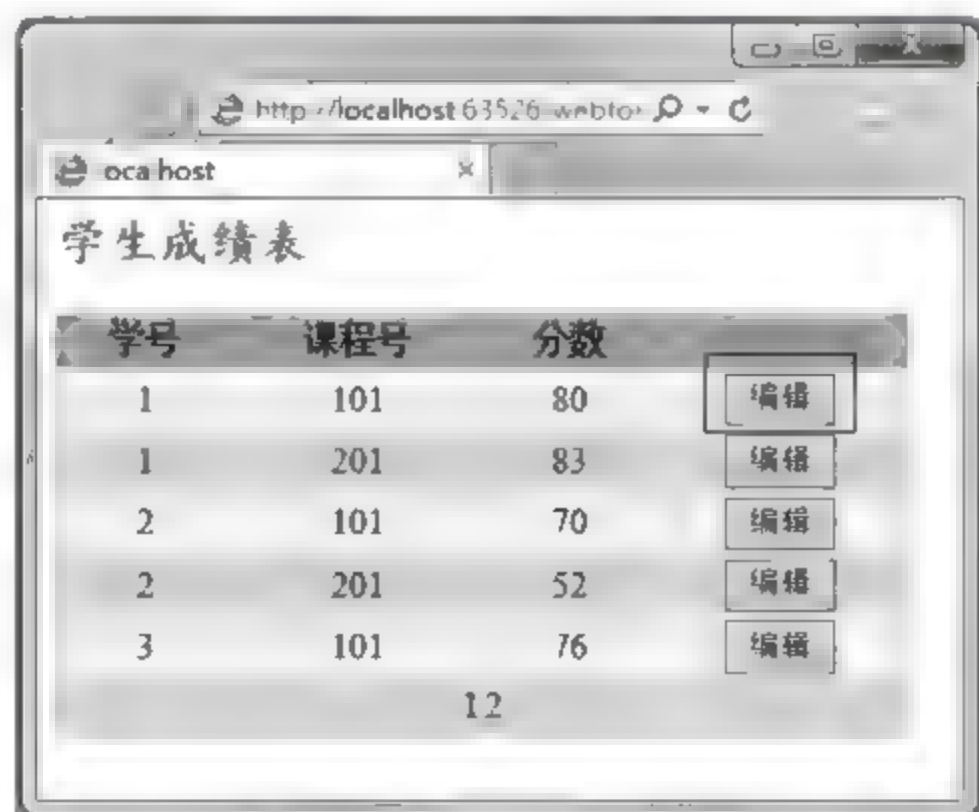 http://localhost:63526
oca host
学生成绩表
学号 课程号 分数
1 101 80 编辑
1 201 83 编辑
2 101 70 编辑
2 201 52 编辑
3 101 76 编辑
1 2